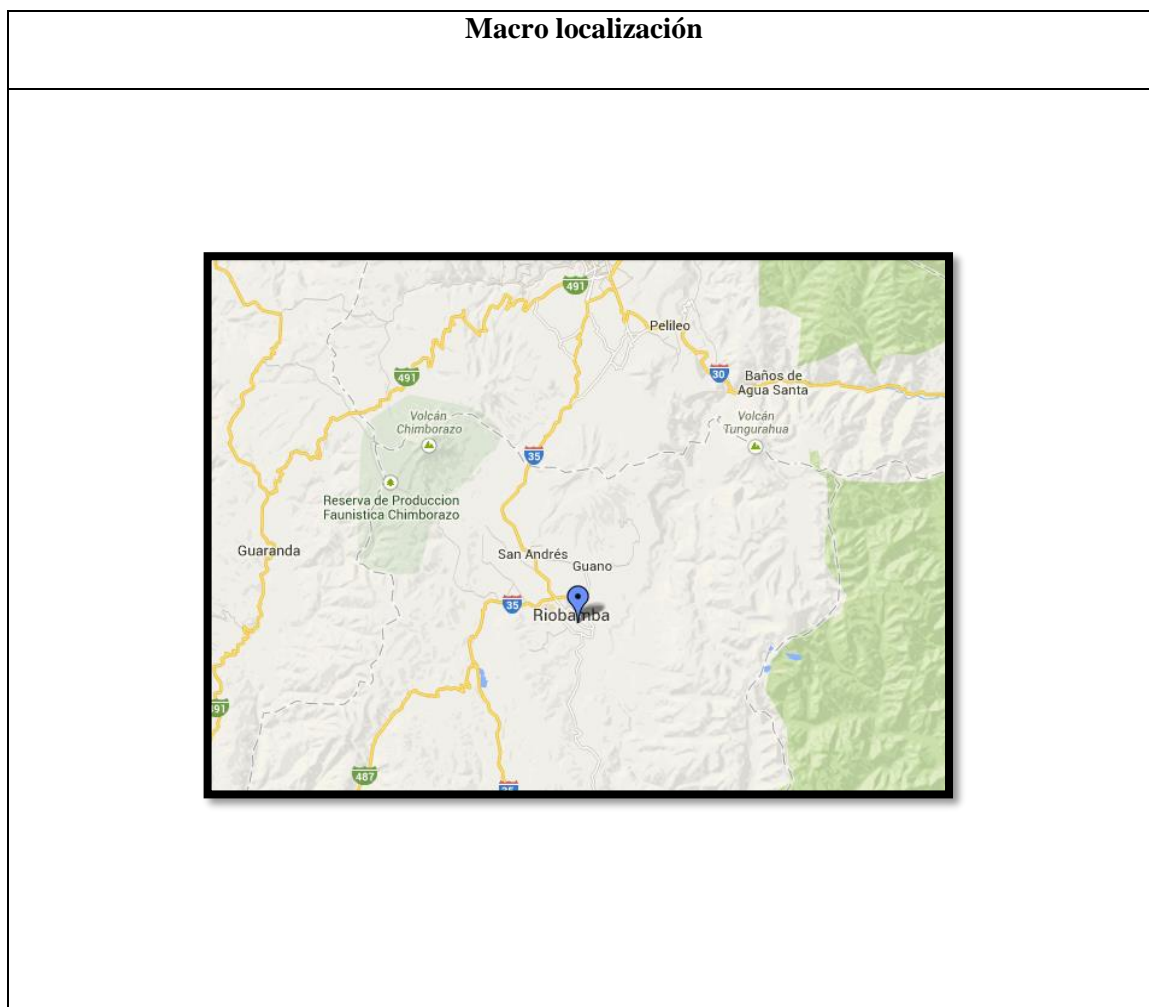 Macro localización
491
Pelileo
491
30
Baños de
Agua Santa
Volcán
Chimborazo
Volcán
Tungurahua
35
Reserva de Produccion
Faunistica Chimborazo
Guaranda
San Andrés
Guano
35
Riobamba
491
487
35